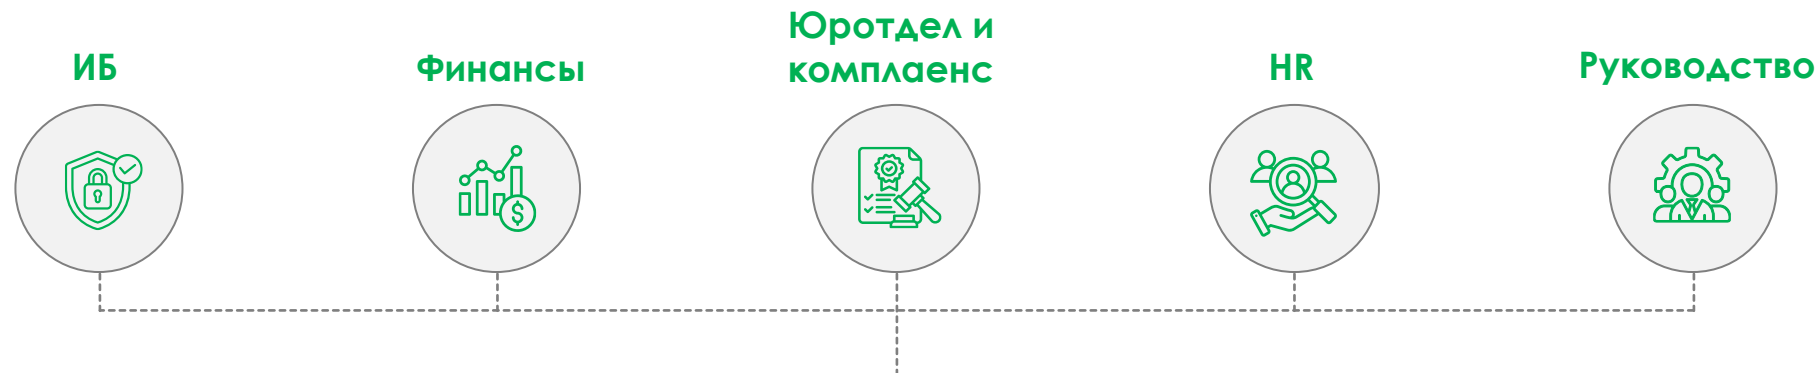 ИБ
Финансы
Юротдел и
комплаенс
HR
Руководство